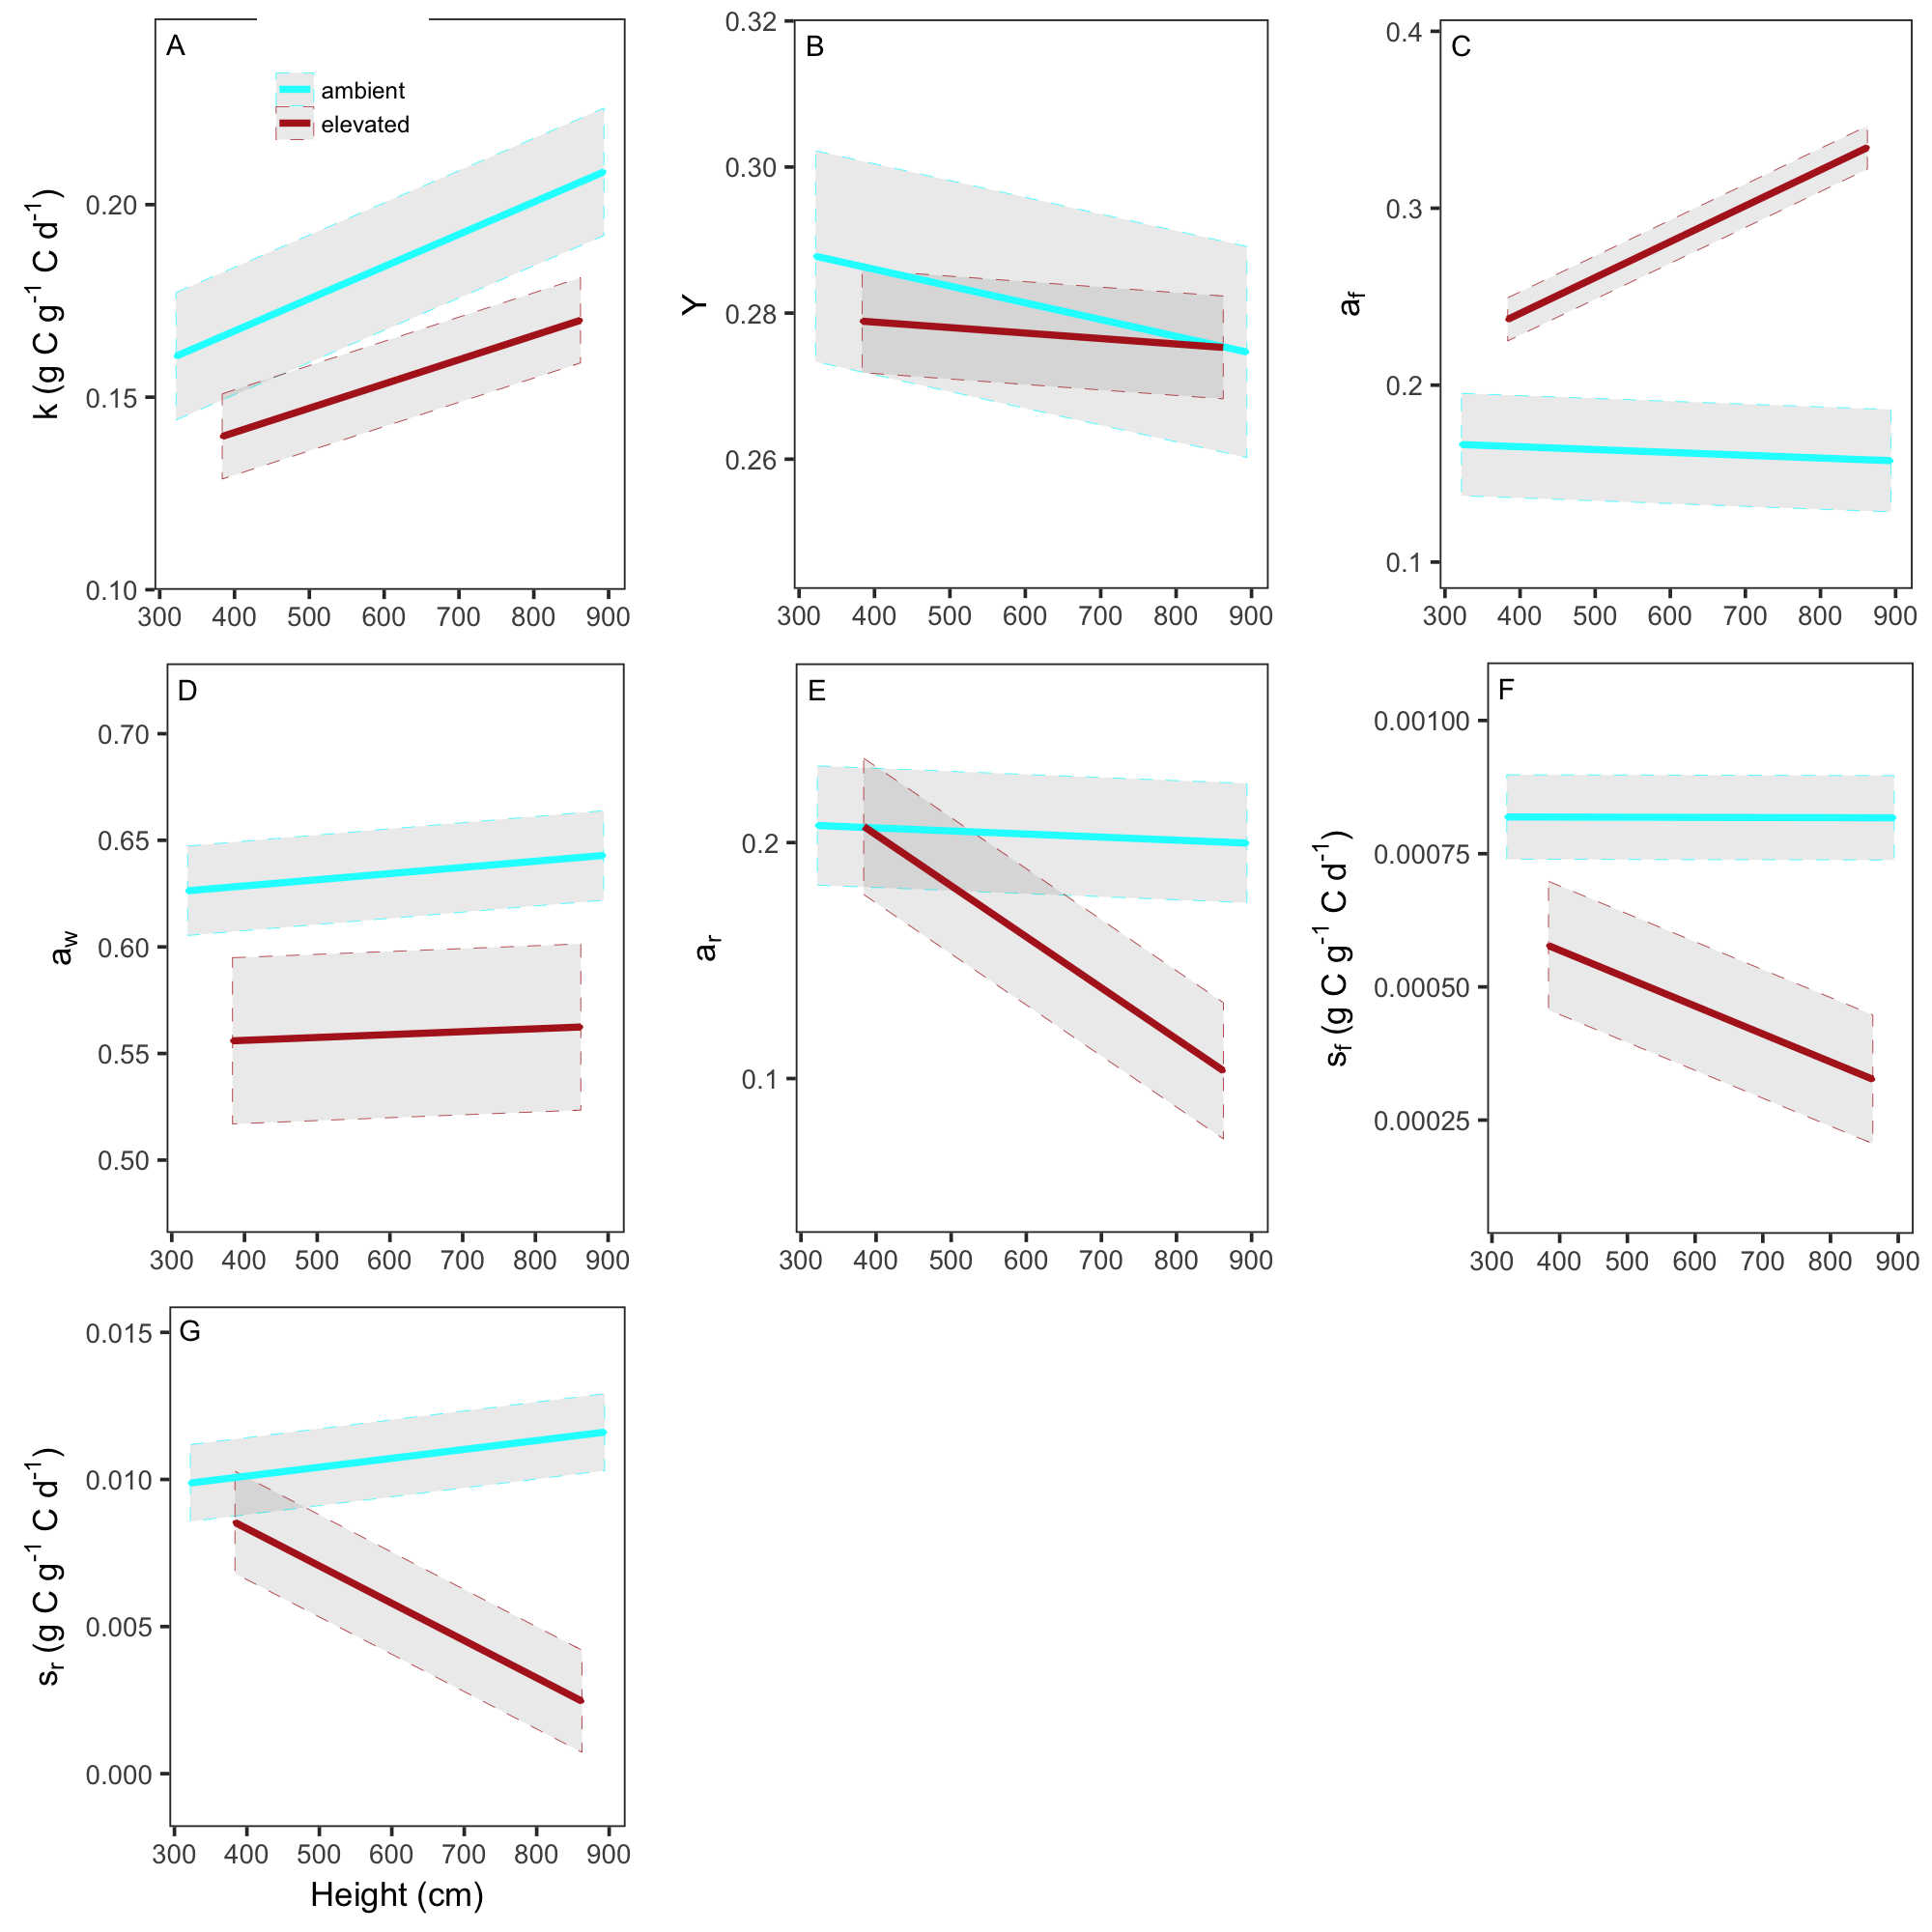 A
ambient
elevated
k (g C g⁻¹ C d⁻¹)
0.20
0.15
0.10
300 400 500 600 700 800 900
B
Y
0.32
0.30
0.28
0.26
300 400 500 600 700 800 900
C
a_f
0.4
0.3
0.2
0.1
300 400 500 600 700 800 900
D
a_w
0.70
0.65
0.60
0.55
0.50
300 400 500 600 700 800 900
E
a_r
0.2
0.1
300 400 500 600 700 800 900
F
s_f (g C g⁻¹ C d⁻¹)
0.00100
0.00075
0.00050
0.00025
300 400 500 600 700 800 900
G
s_r (g C g⁻¹ C d⁻¹)
0.015
0.010
0.005
0.000
300 400 500 600 700 800 900
Height (cm)